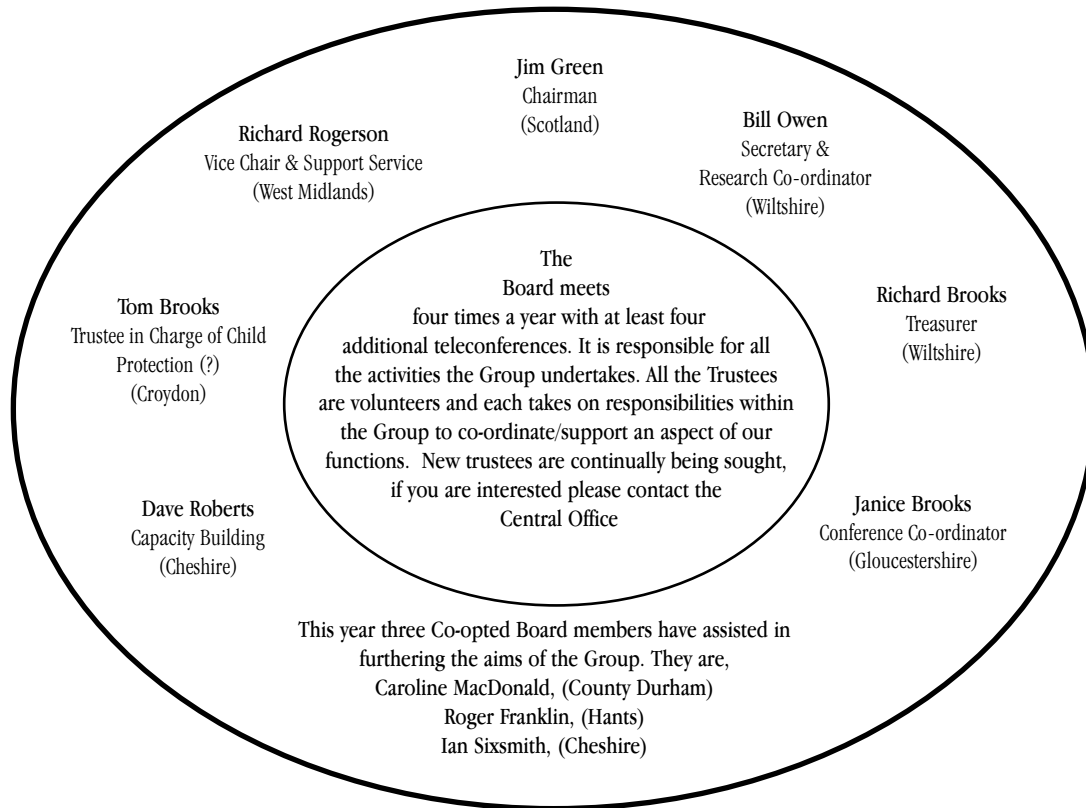 Jim Green
Chairman
(Scotland)
Richard Rogerson
Vice Chair & Support Service
(West Midlands)
Bill Owen
Secretary &
Research Co-ordinator
(Wiltshire)
Tom Brooks
Trustee in Charge of Child
Protection (?)
(Croydon)
The
Board meets
four times a year with at least four
additional teleconferences. It is responsible for all
the activities the Group undertakes. All the Trustees
are volunteers and each takes on responsibilities within
the Group to co-ordinate/support an aspect of our
functions.  New trustees are continually being sought,
if you are interested please contact the
Central Office
Richard Brooks
Treasurer
(Wiltshire)
Dave Roberts
Capacity Building
(Cheshire)
Janice Brooks
Conference Co-ordinator
(Gloucestershire)
This year three Co-opted Board members have assisted in
furthering the aims of the Group. They are,
Caroline MacDonald, (County Durham)
Roger Franklin, (Hants)
Ian Sixsmith, (Cheshire)